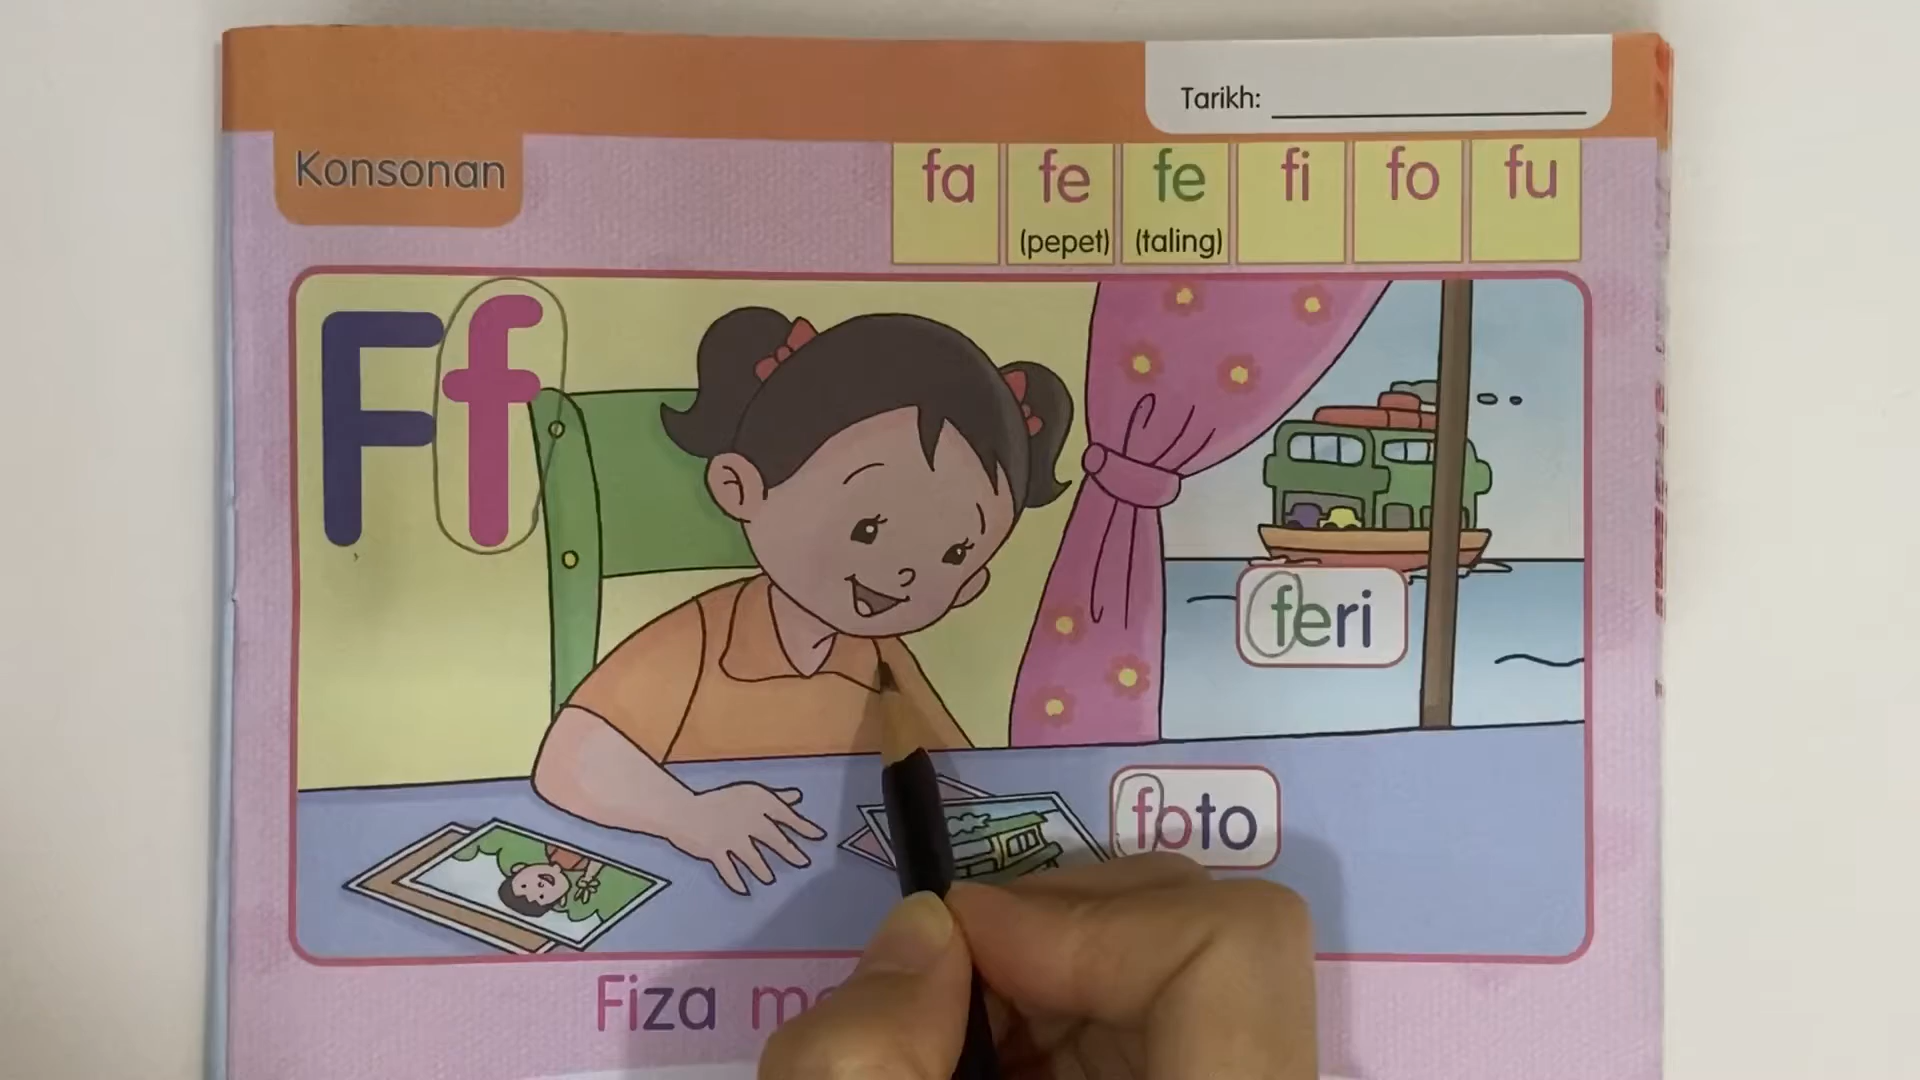 Tarikh:
Konsonan
fa fe fe fi fo fu
(pepet) (taling)
Ff
feri
foto
Fiza